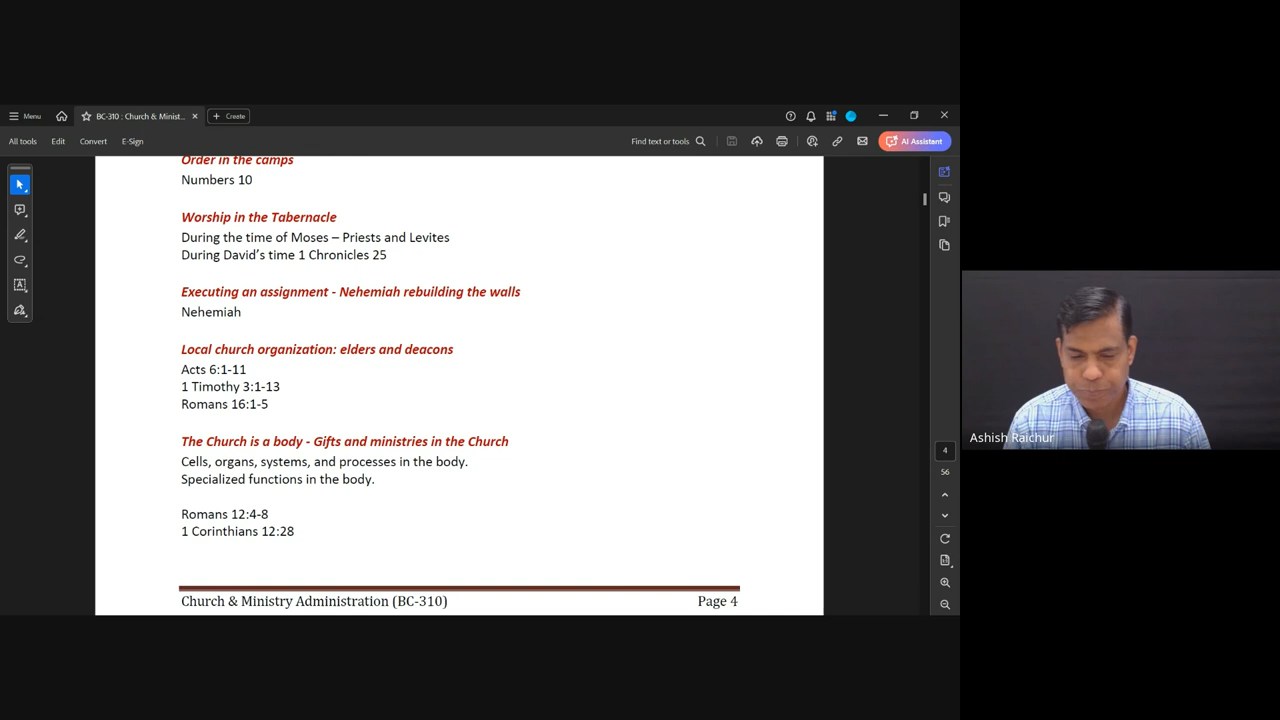 Menu
BC-310 : Church & Minist...
Create
All tools
Edit
Convert
E-Sign
Find text or tools
AI Assistant
Order in the camps
Numbers 10
Worship in the Tabernacle
During the time of Moses – Priests and Levites
During David's time 1 Chronicles 25
Executing an assignment - Nehemiah rebuilding the walls
Nehemiah
Local church organization: elders and deacons
Acts 6:1-11
1 Timothy 3:1-13
Romans 16:1-5
The Church is a body - Gifts and ministries in the Church
Cells, organs, systems, and processes in the body.
Specialized functions in the body.
Romans 12:4-8
1 Corinthians 12:28
Church & Ministry Administration (BC-310) Page 4
4
56
Ashish Raichur